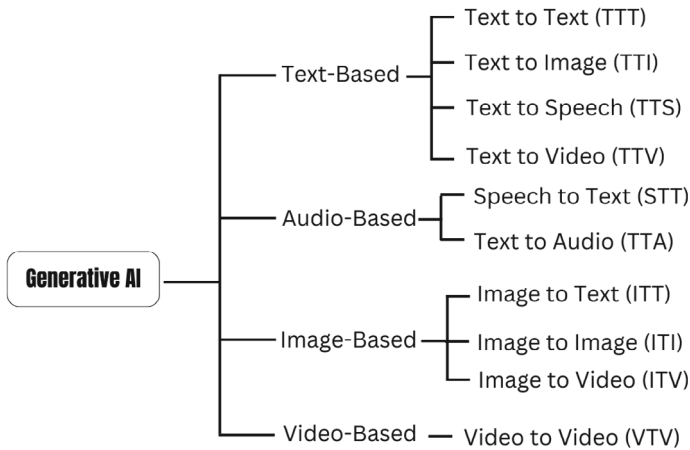 Generative AI
Text-Based
Text to Text (TTT)
Text to Image (TTI)
Text to Speech (TTS)
Text to Video (TTV)
Audio-Based
Speech to Text (STT)
Text to Audio (TTA)
Image-Based
Image to Text (ITT)
Image to Image (ITI)
Image to Video (ITV)
Video-Based
Video to Video (VTV)